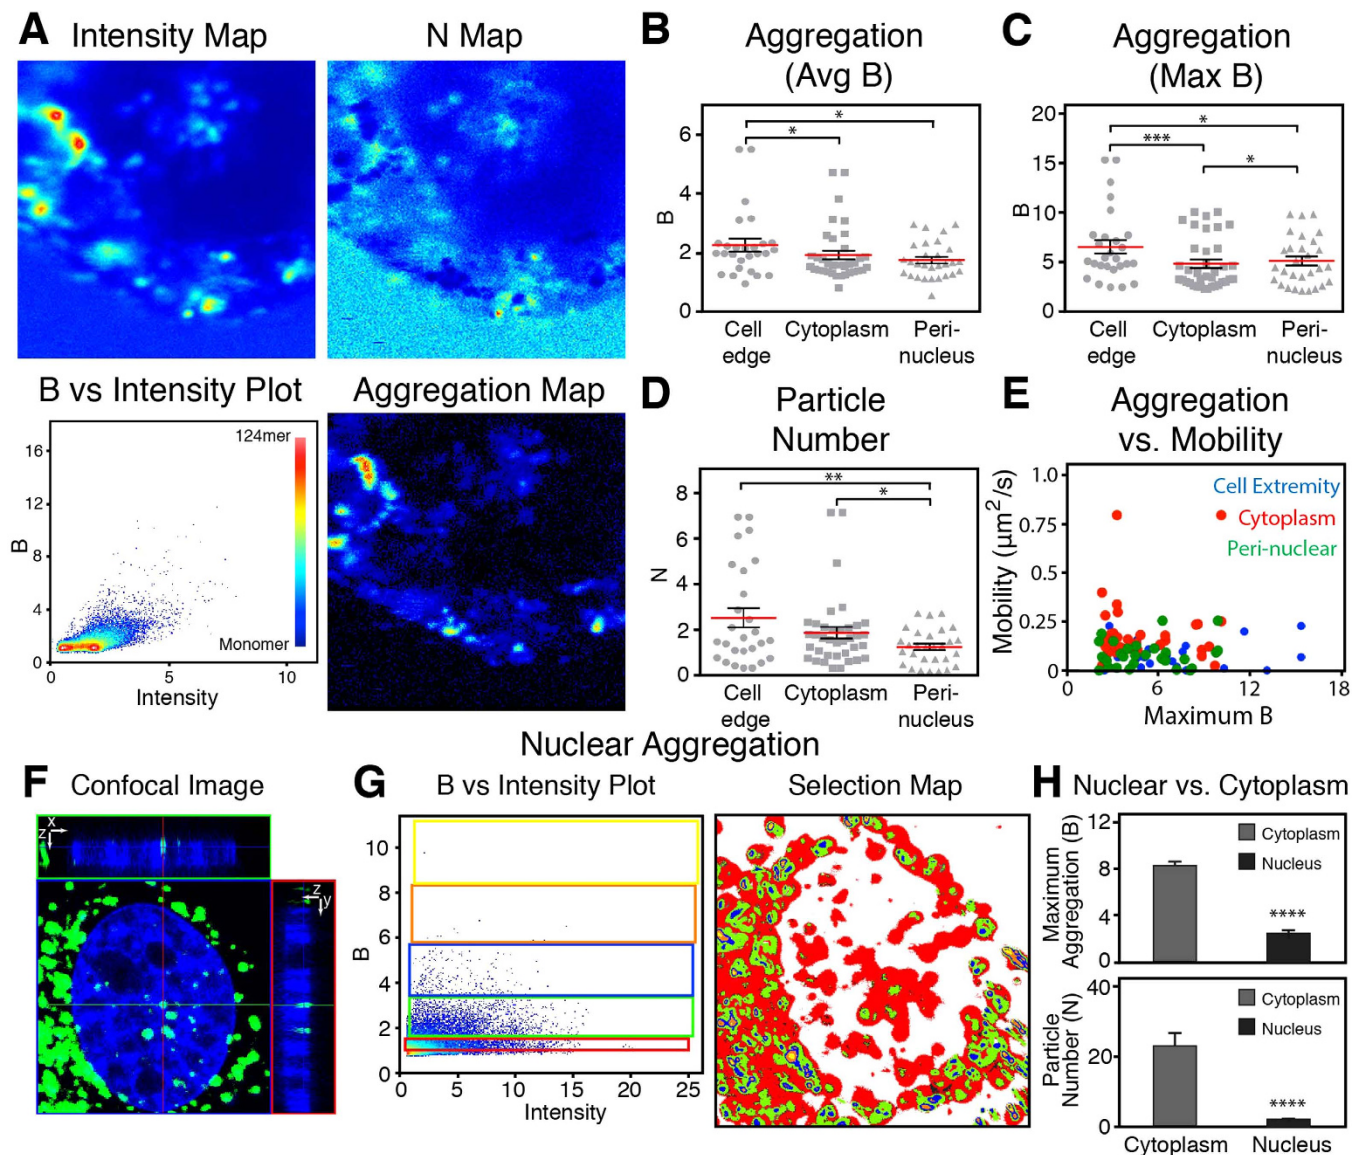 A
Intensity Map
N Map
B vs Intensity Plot
16
12
8
4
0
B
124mer
Monomer
5
10
Intensity
Aggregation Map
B
Aggregation
(Avg B)
6
4
2
0
B
*
*
Cell
edge
Cytoplasm
Peri-
nucleus
C
Aggregation
(Max B)
20
15
10
5
0
B
*
***
*
Cell
edge
Cytoplasm
Peri-
nucleus
D
Particle
Number
8
6
4
2
0
N
**
*
Cell
edge
Cytoplasm
Peri-
nucleus
E
Aggregation
vs. Mobility
Mobility (µm²/s)
1.0
0.75
0.5
0.25
0
Cell Extremity
Cytoplasm
Peri-nuclear
0
6
12
18
Maximum B
Nuclear Aggregation
F
Confocal Image
x
z
z
y
G
B vs Intensity Plot
10
8
6
4
2
0
B
0
5
10
15
20
25
Intensity
Selection Map
H
Nuclear vs. Cytoplasm
Maximum
Aggregation (B)
12
8
4
0
Cytoplasm
Nucleus
****
Particle
Number (N)
40
20
0
Cytoplasm
Nucleus
****
Cytoplasm
Nucleus